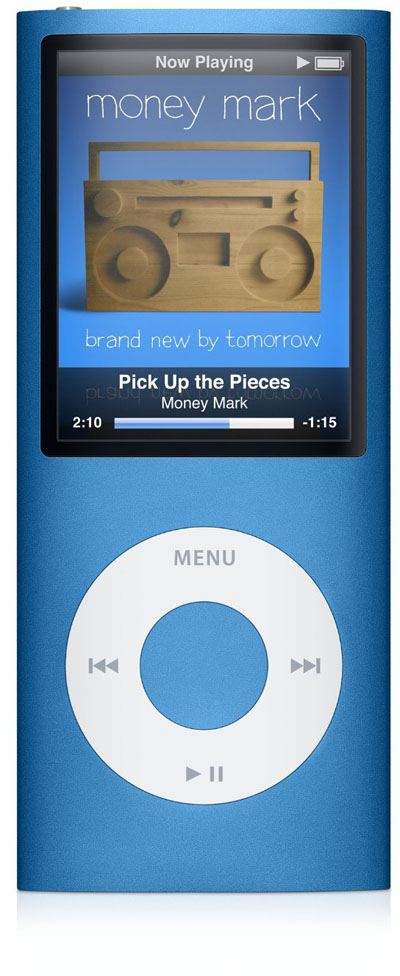 Now Playing
money mark
brand new by tomorrow
Pick Up the Pieces
Money Mark
2:10 -1:15
MENU